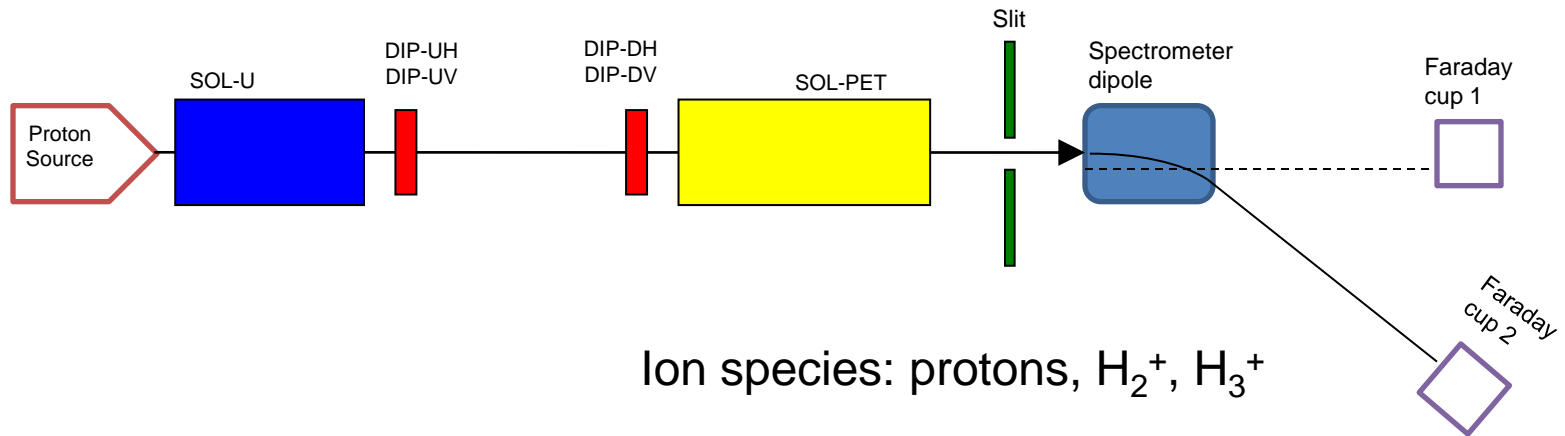 Slit
DIP-UH
DIP-UV
DIP-DH
DIP-DV
Spectrometer
dipole
Faraday
cup 1
SOL-U
SOL-PET
Proton
Source
Faraday
cup 2
Ion species: protons, H₂⁺, H₃⁺